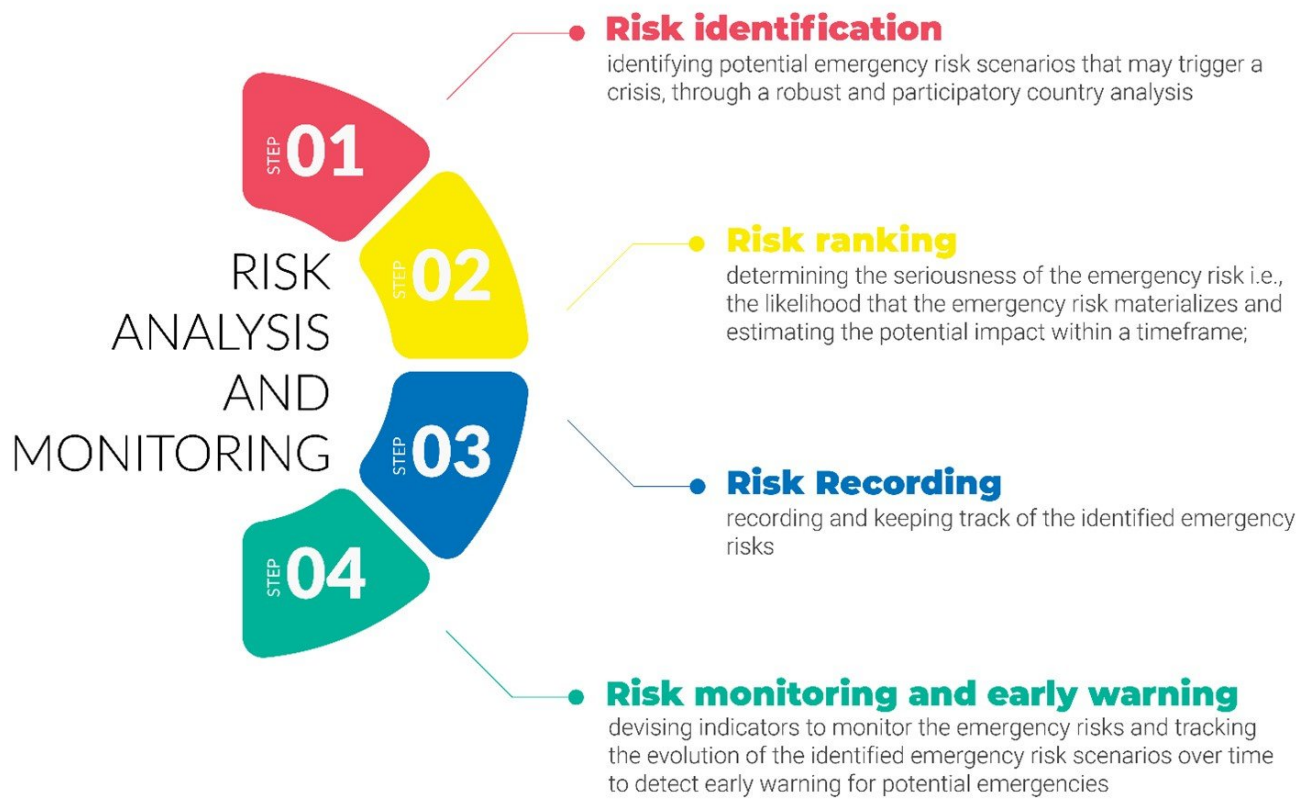 RISK
ANALYSIS
AND
MONITORING
STEP 01
Risk identification
identifying potential emergency risk scenarios that may trigger a
crisis, through a robust and participatory country analysis
STEP 02
Risk ranking
determining the seriousness of the emergency risk i.e.,
the likelihood that the emergency risk materializes and
estimating the potential impact within a timeframe;
STEP 03
Risk Recording
recording and keeping track of the identified emergency
risks
STEP 04
Risk monitoring and early warning
devising indicators to monitor the emergency risks and tracking
the evolution of the identified emergency risk scenarios over time
to detect early warning for potential emergencies